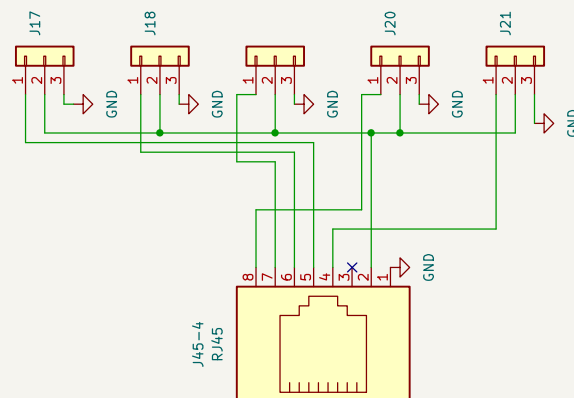 J17
J18
J20
J21
1 2 3
1 2 3
1 2 3
1 2 3
1 2 3
GND
GND
GND
GND
GND
8 7 6 5 4 3 2 1
GND
J45-4
RJ45